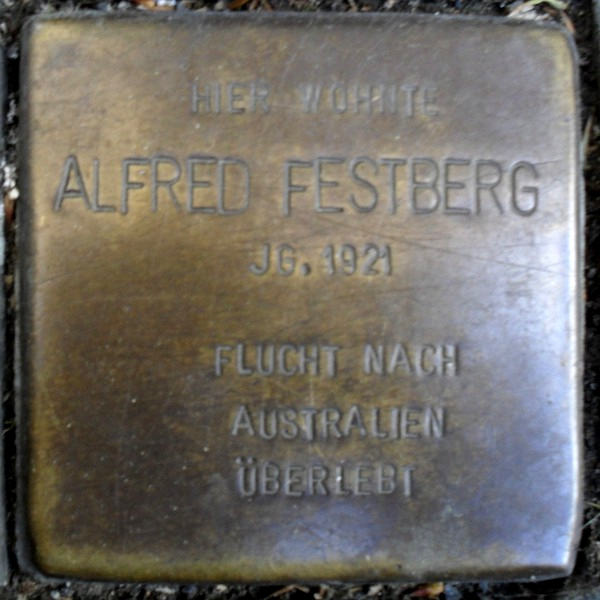 HIER WOHNTE
ALFRED FESTBERG
JG. 1921
FLUCHT NACH
AUSTRALIEN
ÜBERLEBT